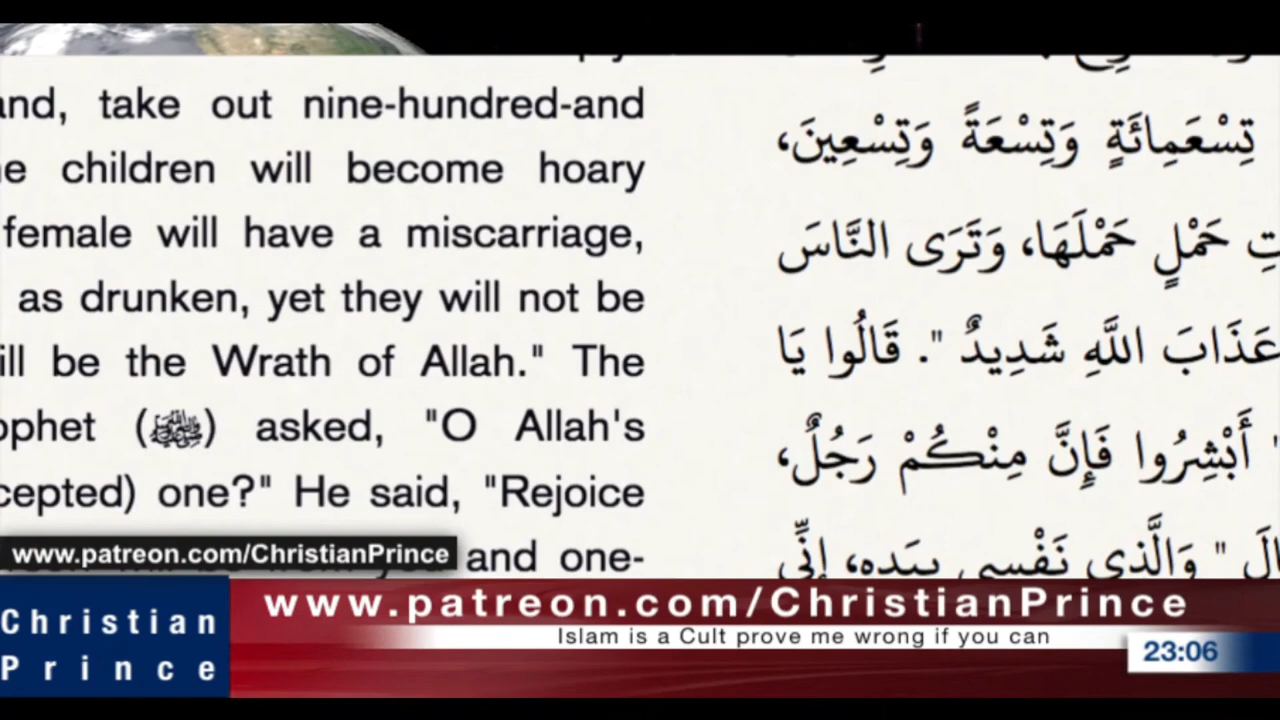 and, take out nine-hundred-and
children will become hoary
female will have a miscarriage,
as drunken, yet they will not be
ill be the Wrath of Allah." The
ophet (ﷺ) asked, "O Allah's
cepted) one?" He said, "Rejoice
and one-
تِسْعَمِائَةٍ وَتِسْعَةً وَتِسْعِينَ،
تِ حَمْلٍ حَمْلَهَا، وَتَرَى النَّاسَ
عَذَابَ اللَّهِ شَدِيدٌ ". قَالُوا يَا
" أَبْشِرُوا فَإِنَّ مِنْكُمْ رَجُلٌ،
الَ " وَالَّذِي نَفْسِي بِيَدِهِ، إِنِّي
www.patreon.com/ChristianPrince
www.patreon.com/ChristianPrince
Islam is a Cult prove me wrong if you can
Christian
Prince
23:06